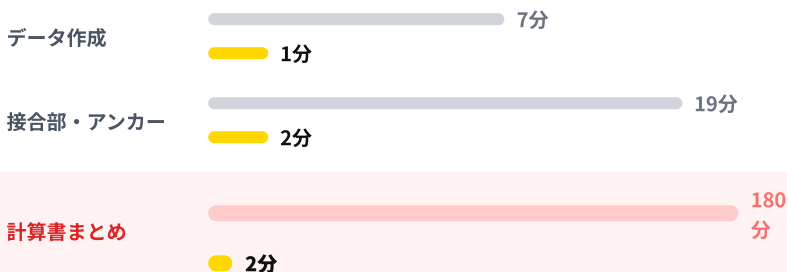 データ作成
7分
1分
接合部・アンカー
19分
2分
計算書まとめ
180
分
2分